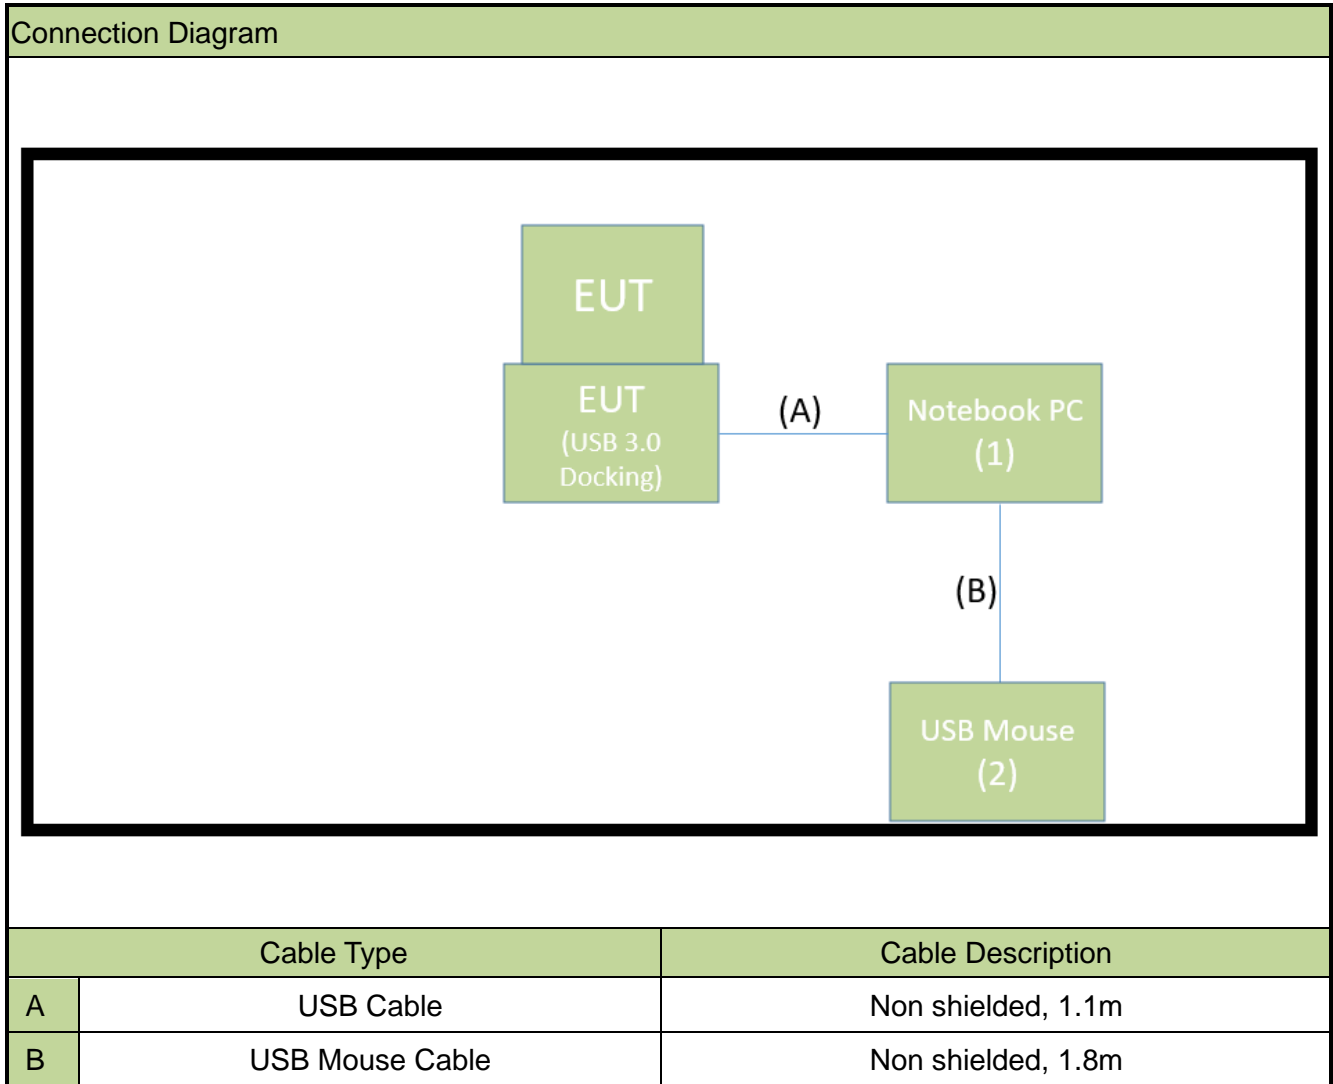 Connection Diagram
EUT
EUT
(USB 3.0
Docking)
(A)
Notebook PC
(1)
(B)
USB Mouse
(2)
Cable Type Cable Description
A USB Cable Non shielded, 1.1m
B USB Mouse Cable Non shielded, 1.8m